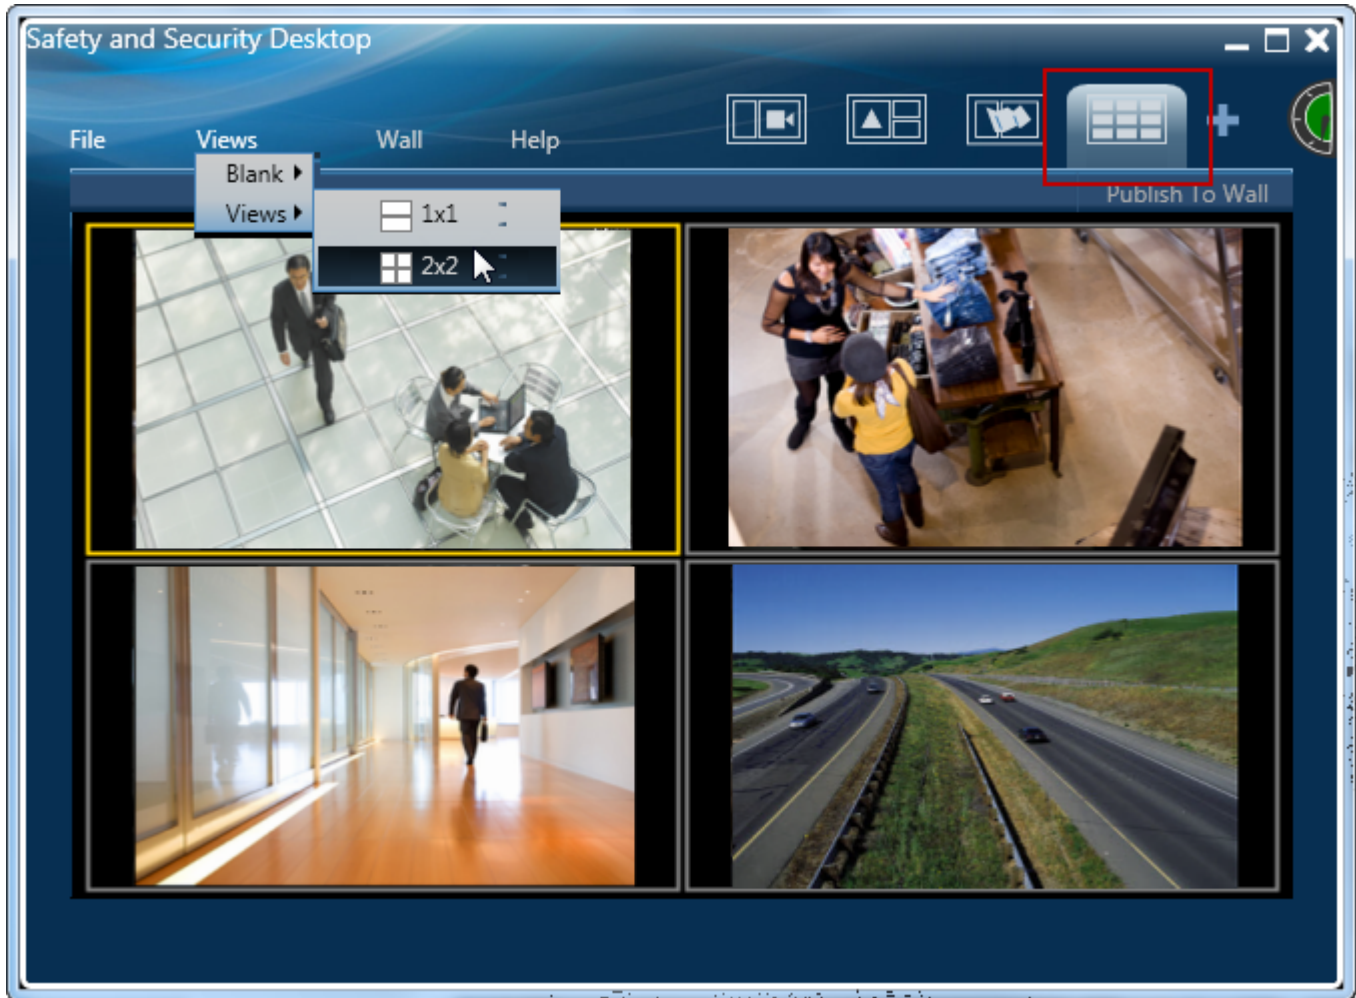 Safety and Security Desktop
File Views Wall Help
Blank
Views
Publish To Wall
1x1
2x2